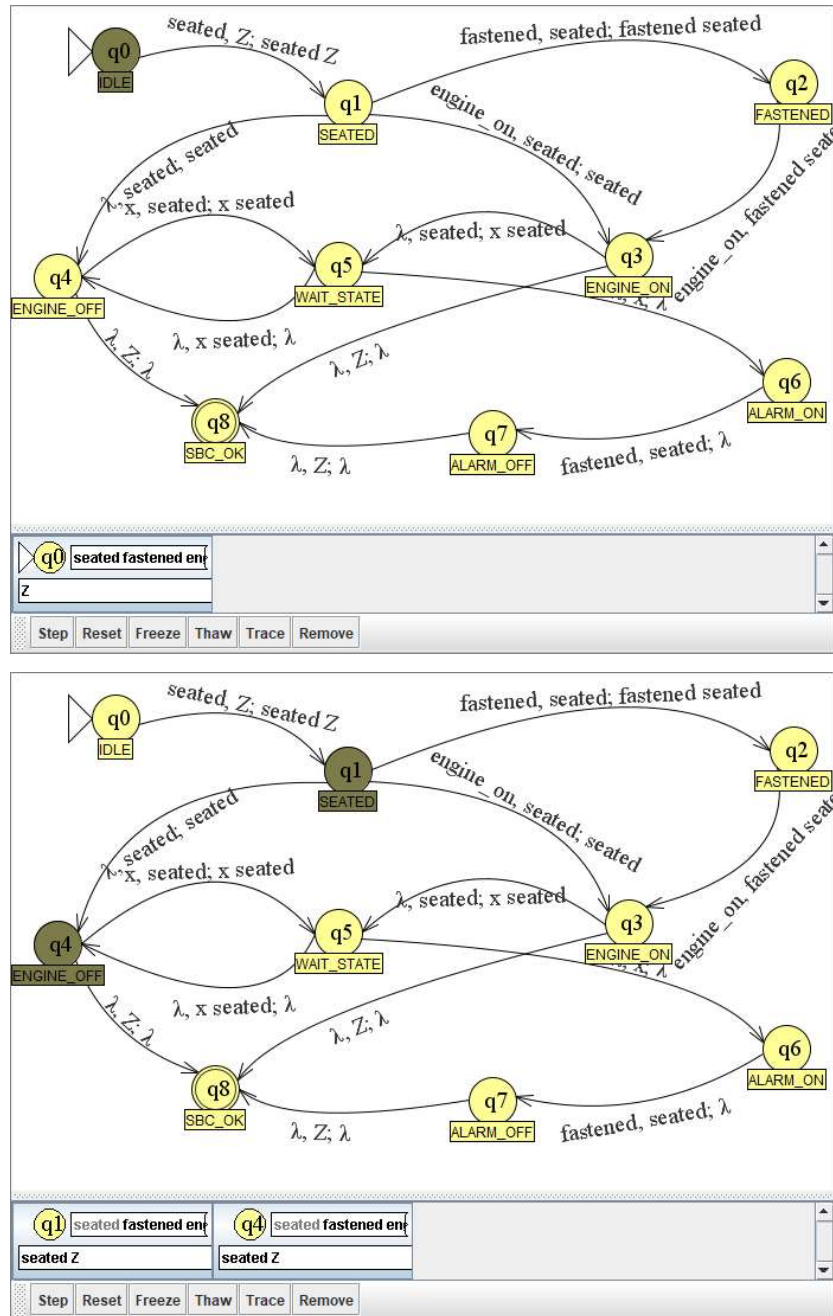 q0
IDLE
seated, Z; seated Z
fastened, seated; fastened seated
q1
SEATED
q2
FASTENED
engine_on, seated; seated
λ, seated; seated
x, seated; x seated
λ, seated; x seated
engine_on, fastened seate
q4
ENGINE_OFF
q5
WAIT_STATE
q3
ENGINE_ON
λ, x seated; λ
λ, Z; λ
λ, Z; λ
q6
ALARM_ON
q8
SBC_OK
q7
ALARM_OFF
λ, Z; λ
fastened, seated; λ
q0 seated fastened en
Z
Step Reset Freeze Thaw Trace Remove
q0
IDLE
seated, Z; seated Z
fastened, seated; fastened seated
q1
SEATED
q2
FASTENED
engine_on, seated; seated
λ, seated; seated
x, seated; x seated
λ, seated; x seated
engine_on, fastened seate
q4
ENGINE_OFF
q5
WAIT_STATE
q3
ENGINE_ON
λ, x seated; λ
λ, Z; λ
λ, Z; λ
q6
ALARM_ON
q8
SBC_OK
q7
ALARM_OFF
λ, Z; λ
fastened, seated; λ
q1 seated fastened en
seated Z
q4 seated fastened en
seated Z
Step Reset Freeze Thaw Trace Remove